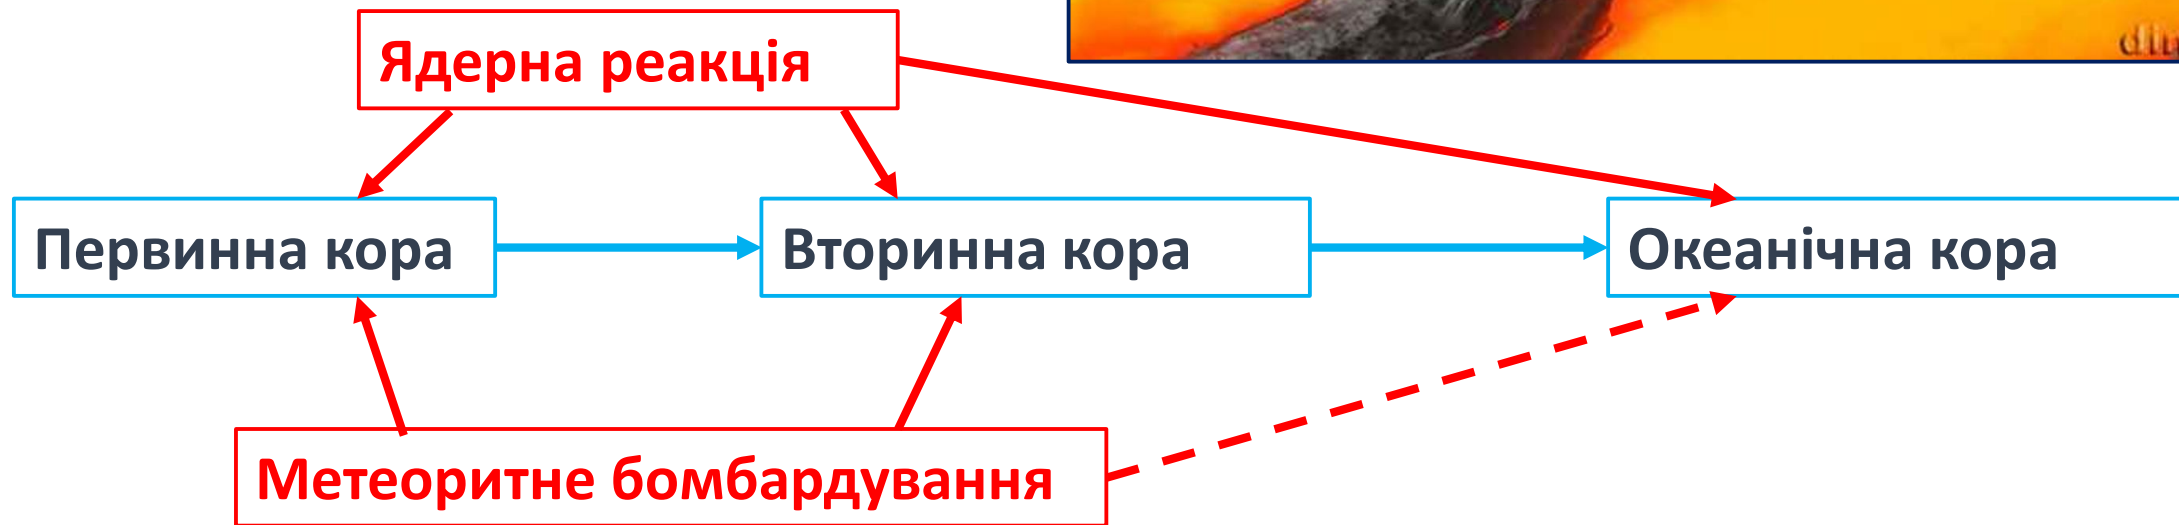 Ядерна реакція
Первинна кора
Вторинна кора
Океанічна кора
Метеоритне бомбардування